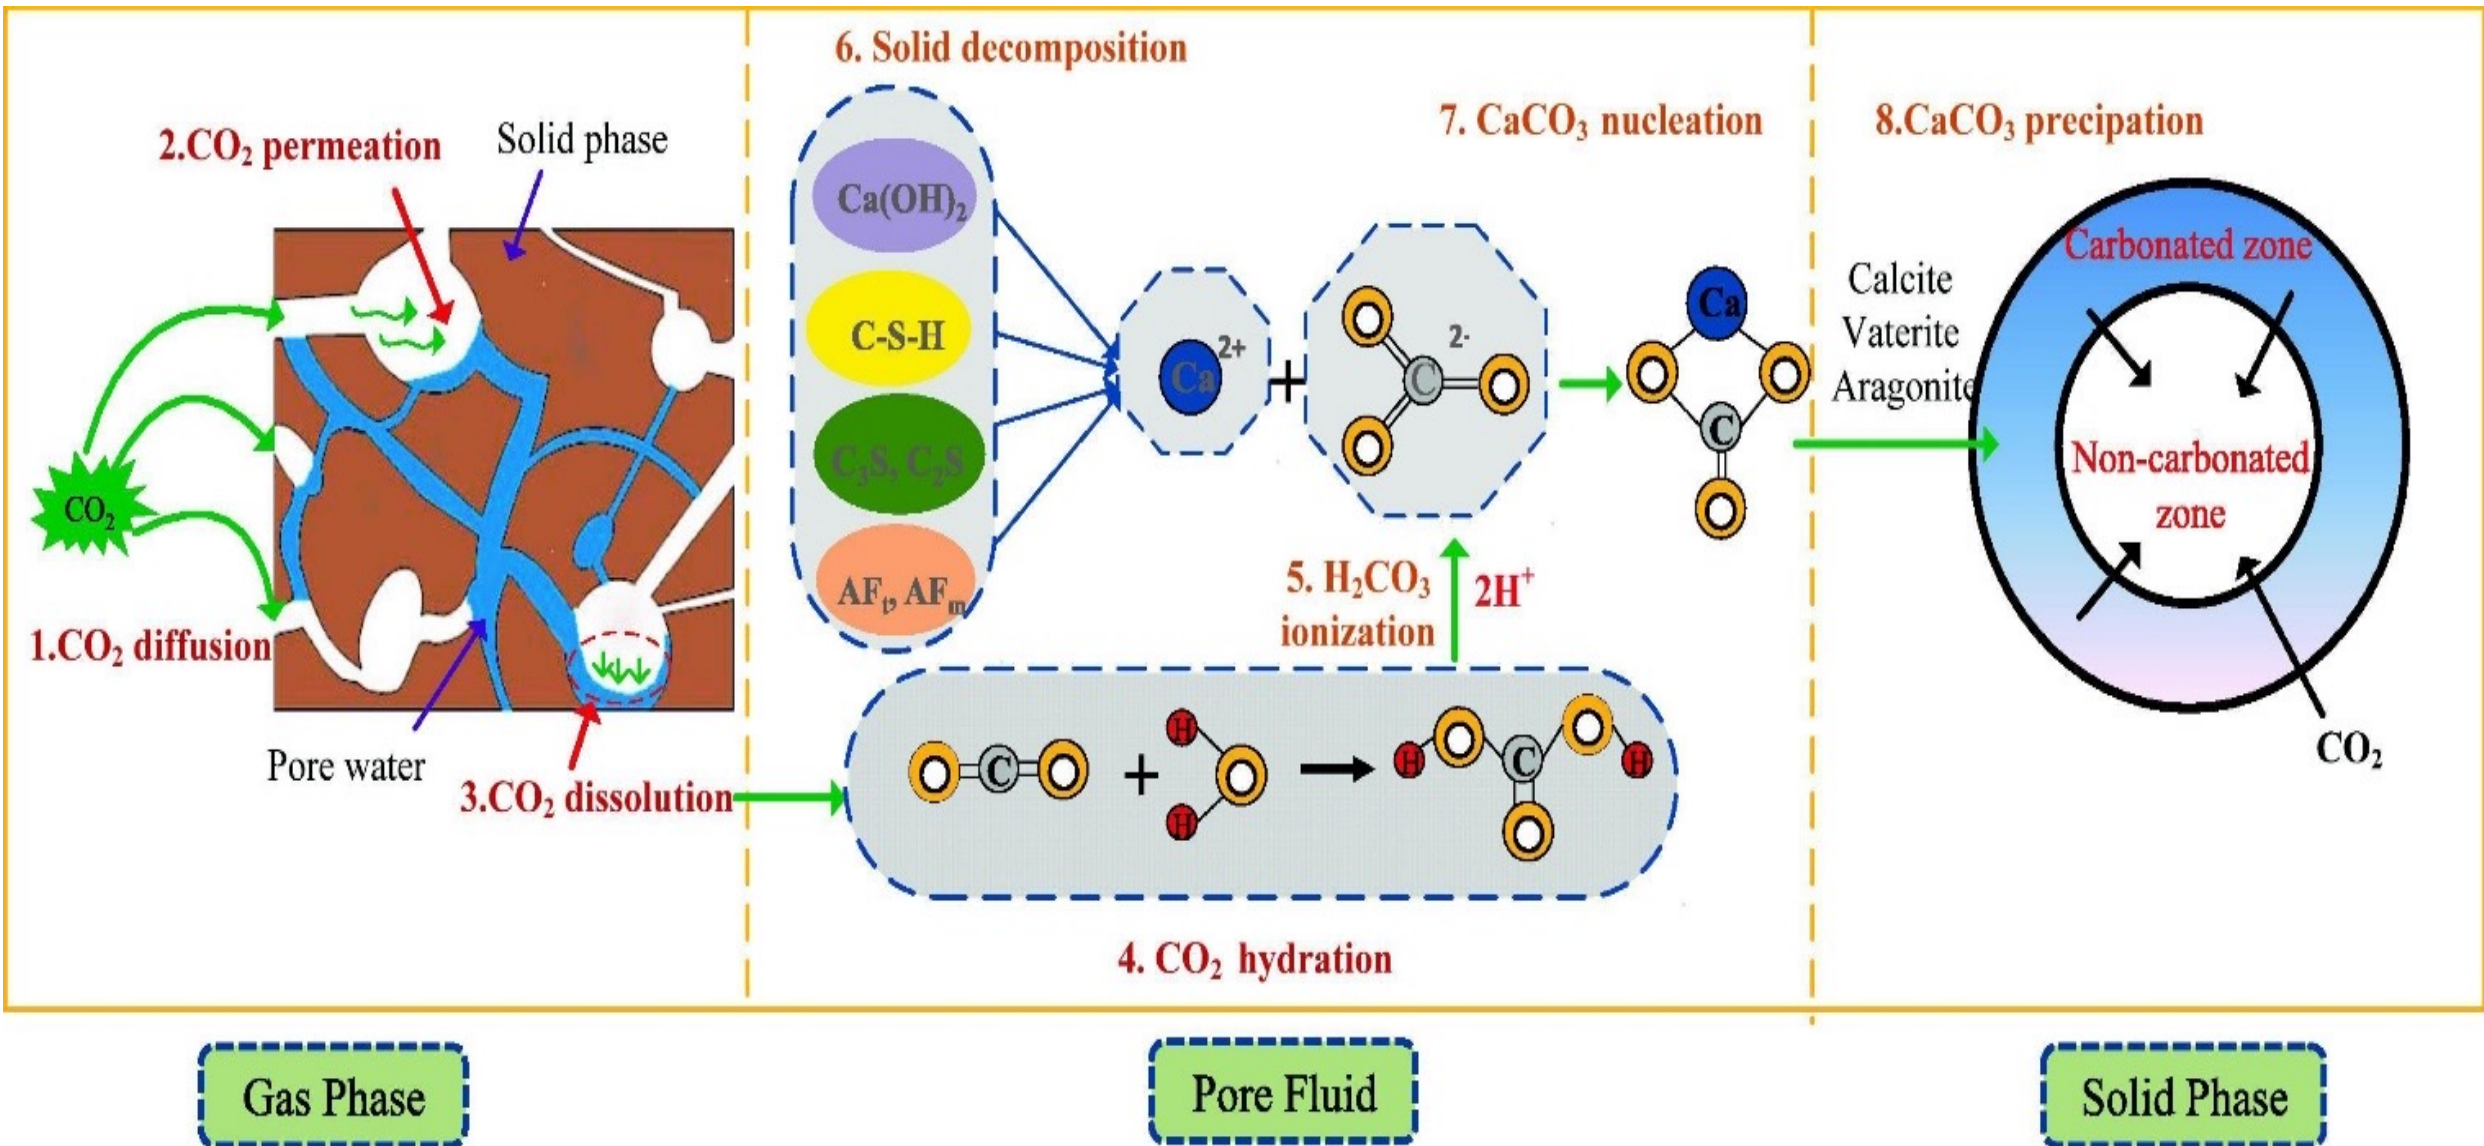 6. Solid decomposition
2.CO₂ permeation
Solid phase
CO₂
1.CO₂ diffusion
Pore water
3.CO₂ dissolution
Ca(OH)₂
C-S-H
C₃S, C₂S
AFₜ, AFₘ
Ca
2+
+
C
2-
7. CaCO₃ nucleation
Ca
C
5. H₂CO₃
ionization
2H⁺
O
C
O
+
H
O
H
H
O
C
O
H
O
4. CO₂ hydration
8.CaCO₃ precipation
Calcite
Vaterite
Aragonite
Carbonated zone
Non-carbonated
zone
CO₂
Gas Phase
Pore Fluid
Solid Phase